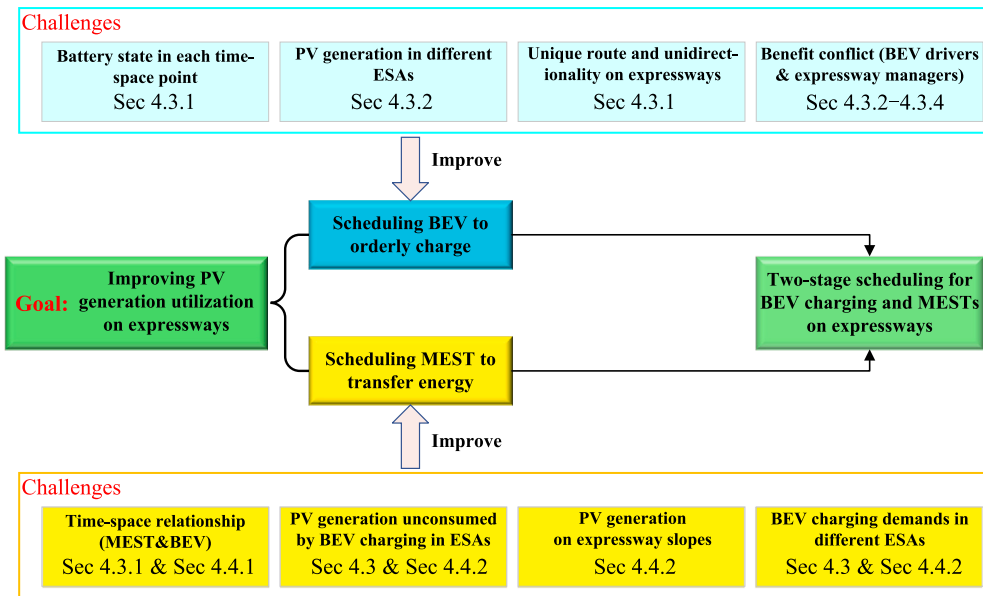 Challenges
Battery state in each time-
space point
Sec 4.3.1
PV generation in different
ESAs
Sec 4.3.2
Unique route and unidirect-
ionality on expressways
Sec 4.3.1
Benefit conflict (BEV drivers
& expressway managers)
Sec 4.3.2−4.3.4
Improve
Scheduling BEV to
orderly charge
Goal:
Improving PV
generation utilization
on expressways
Two-stage scheduling for
BEV charging and MESTs
on expressways
Scheduling MEST to
transfer energy
Improve
Challenges
Time-space relationship
(MEST&BEV)
Sec 4.3.1 & Sec 4.4.1
PV generation unconsumed
by BEV charging in ESAs
Sec 4.3 & Sec 4.4.2
PV generation
on expressway slopes
Sec 4.4.2
BEV charging demands in
different ESAs
Sec 4.3 & Sec 4.4.2